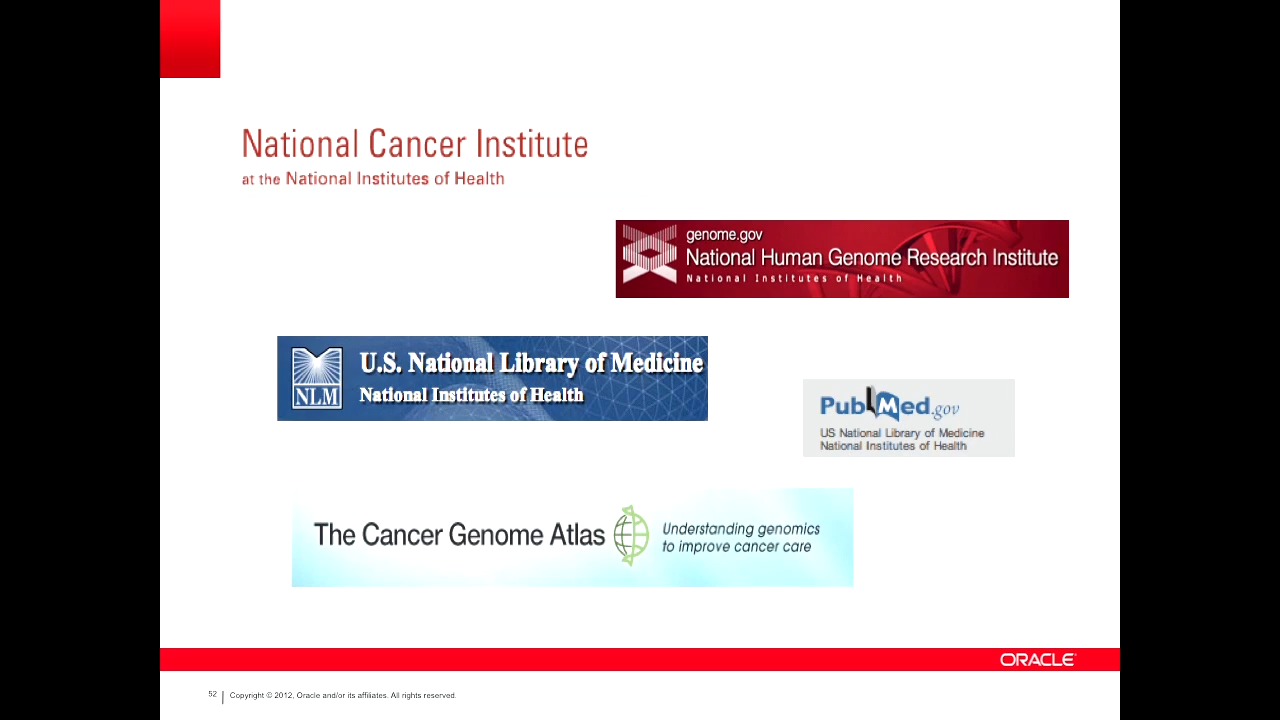 National Cancer Institute
at the National Institutes of Health
genome.gov
National Human Genome Research Institute
National Institutes of Health
NLM
U.S. National Library of Medicine
National Institutes of Health
PubMed.gov
US National Library of Medicine
National Institutes of Health
The Cancer Genome Atlas
Understanding genomics
to improve cancer care
ORACLE
52
Copyright © 2012, Oracle and/or its affiliates. All rights reserved.